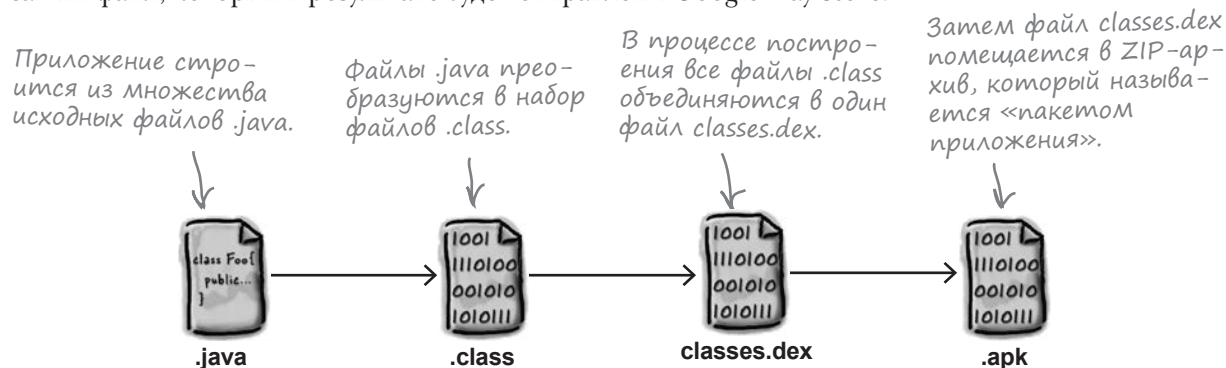 Приложение стро-
ится из множества
исходных файлов .java.
Файлы .java прео-
бразуются в набор
файлов .class.
В процессе постро-
ения все файлы .class
объединяются в один
файл classes.dex.
Затем файл classes.dex
помещается в ZIP-ар-
хив, который называ-
ется «пакетом
приложения».
class Foo{
public...
}
1001
1110100
001010
1010111
1001
1110100
001010
1010111
1001
1110100
001010
1010111
.java
.class
classes.dex
.apk